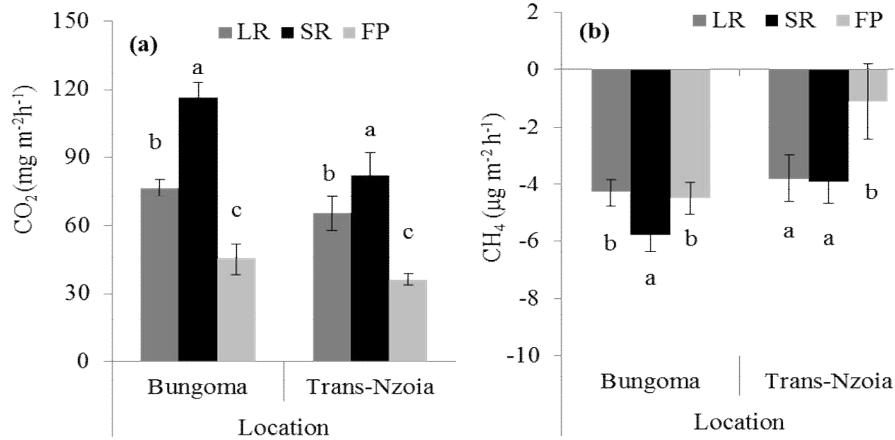 (a)
LR SR FP
CO2 (mg m-2h-1)
150
120
90
60
30
0
a
b
c
a
b
c
Bungoma Trans-Nzoia
Location
(b)
LR SR FP
CH4 (µg m-2 h-1)
2
0
-2
-4
-6
-8
-10
b
a
b
a
a
b
Bungoma Trans-Nzoia
Location